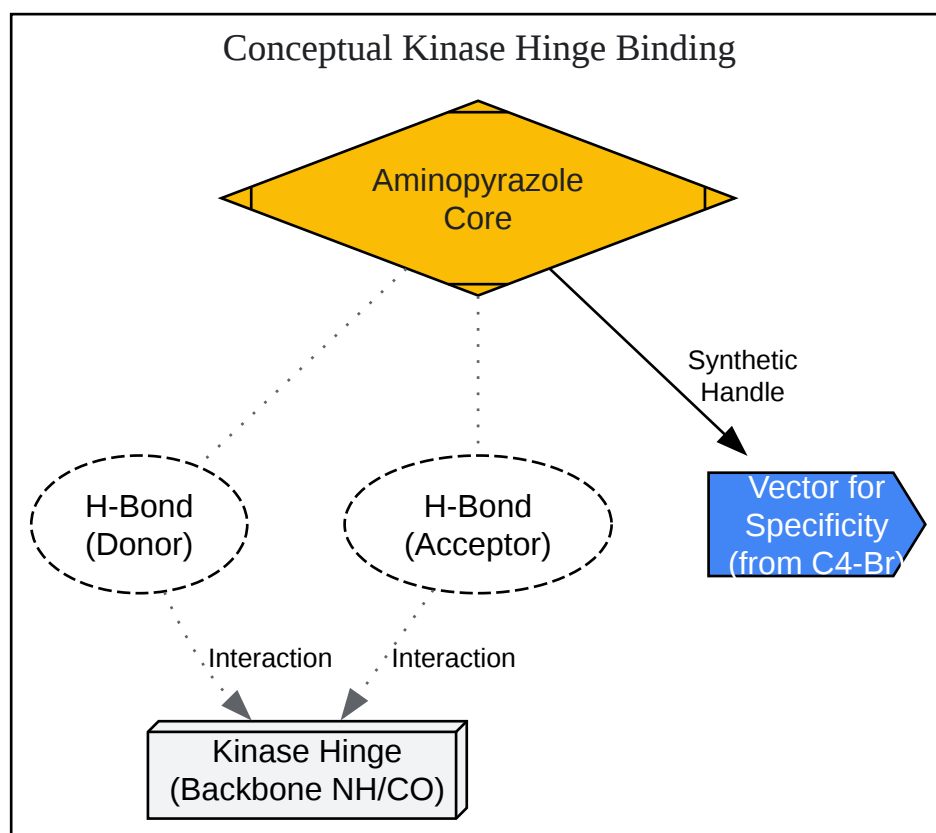 Conceptual Kinase Hinge Binding
Aminopyrazole
Core
Synthetic
Handle
H-Bond
(Donor)
H-Bond
(Acceptor)
Vector for
Specificity
(from C4-Br)
Interaction
Interaction
Kinase Hinge
(Backbone NH/CO)